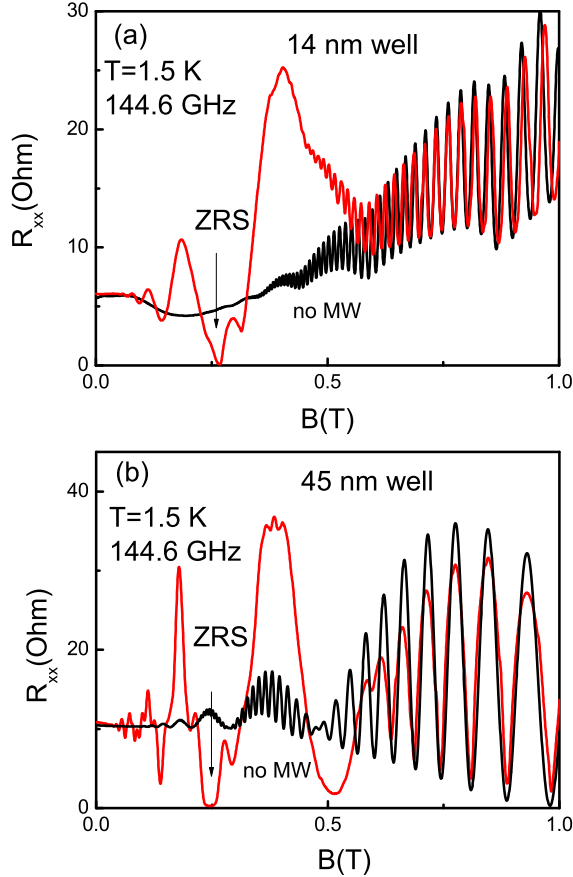 (a)
14 nm well
T=1.5 K
144.6 GHz
ZRS
no MW
30
20
10
0
0.0
0.5
1.0
R_xx(Ohm)
B(T)
(b)
45 nm well
T=1.5 K
144.6 GHz
ZRS
no MW
40
20
0
0.0
0.5
1.0
R_xx(Ohm)
B(T)